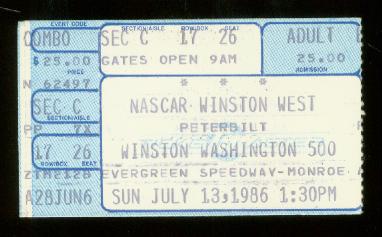 EVENT CODE SECTION/AISLE ROW/BOX SEAT
COMBO SEC C 17 26 ADULT
$25.00 GATES OPEN 9AM 25.00
PRICE ADMISSION
N 62497
SEC C NASCAR WINSTON WEST
SECTION/AISLE
PP 7X PETERBILT
17 26 WINSTON WASHINGTON 500
ROW/BOX SEAT
EVERGREEN SPEEDWAY-MONROE
A28JUN6 SUN JULY 13,1986 1:30PM